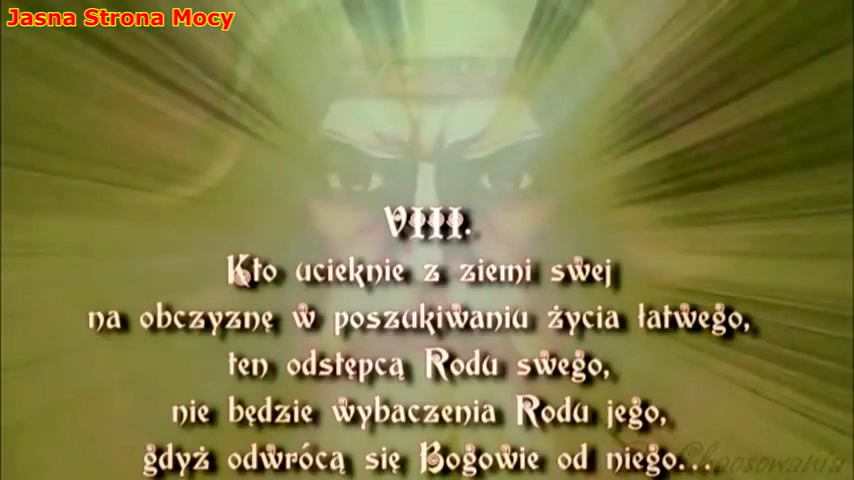 Jasna Strona Mocy
VIII.
Kto ucieknie z ziemi swej
na obczyznę w poszukiwaniu życia łatwego,
ten odstępcą Rodu swego,
nie będzie wybaczenia Rodu jego,
gdyż odwrócą się Bogowie od niego...